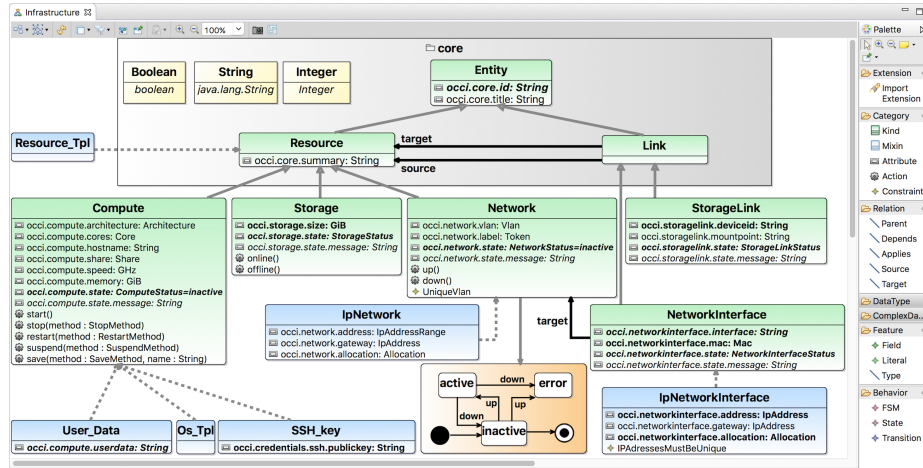 Infrastructure
100%
core
Boolean
boolean
String
java.lang.String
Integer
Integer
Entity
occi.core.id: String
occi.core.title: String
Resource_Tpl
Resource
occi.core.summary: String
target
source
Link
Compute
occi.compute.architecture: Architecture
occi.compute.cores: Core
occi.compute.hostname: String
occi.compute.share: Share
occi.compute.speed: GHz
occi.compute.memory: GiB
occi.compute.state: ComputeStatus=inactive
occi.compute.state.message: String
start()
stop(method : StopMethod)
restart(method : RestartMethod)
suspend(method : SuspendMethod)
save(method : SaveMethod, name : String)
Storage
occi.storage.size: GiB
occi.storage.state: StorageStatus
occi.storage.state.message: String
online()
offline()
Network
occi.network.vlan: Vlan
occi.network.label: Token
occi.network.state: NetworkStatus=inactive
occi.network.state.message: String
up()
down()
UniqueVlan
StorageLink
occi.storagelink.deviceid: String
occi.storagelink.mountpoint: String
occi.storagelink.state: StorageLinkStatus
occi.storagelink.state.message: String
IpNetwork
occi.network.address: IpAddressRange
occi.network.gateway: IpAddress
occi.network.allocation: Allocation
target
NetworkInterface
occi.networkinterface.interface: String
occi.networkinterface.mac: Mac
occi.networkinterface.state: NetworkInterfaceStatus
occi.networkinterface.state.message: String
active
down
error
up
up
down
inactive
IpNetworkInterface
occi.networkinterface.address: IpAddress
occi.networkinterface.gateway: IpAddress
occi.networkinterface.allocation: Allocation
IPAdressesMustBeUnique
User_Data
occi.compute.userdata: String
Os_Tpl
SSH_key
occi.credentials.ssh.publickey: String
Palette
Extension
Import
Extension
Category
Kind
Mixin
Attribute
Action
Constraint
Relation
Parent
Depends
Applies
Source
Target
DataType
ComplexDa...
Feature
Field
Literal
Type
Behavior
FSM
State
Transition